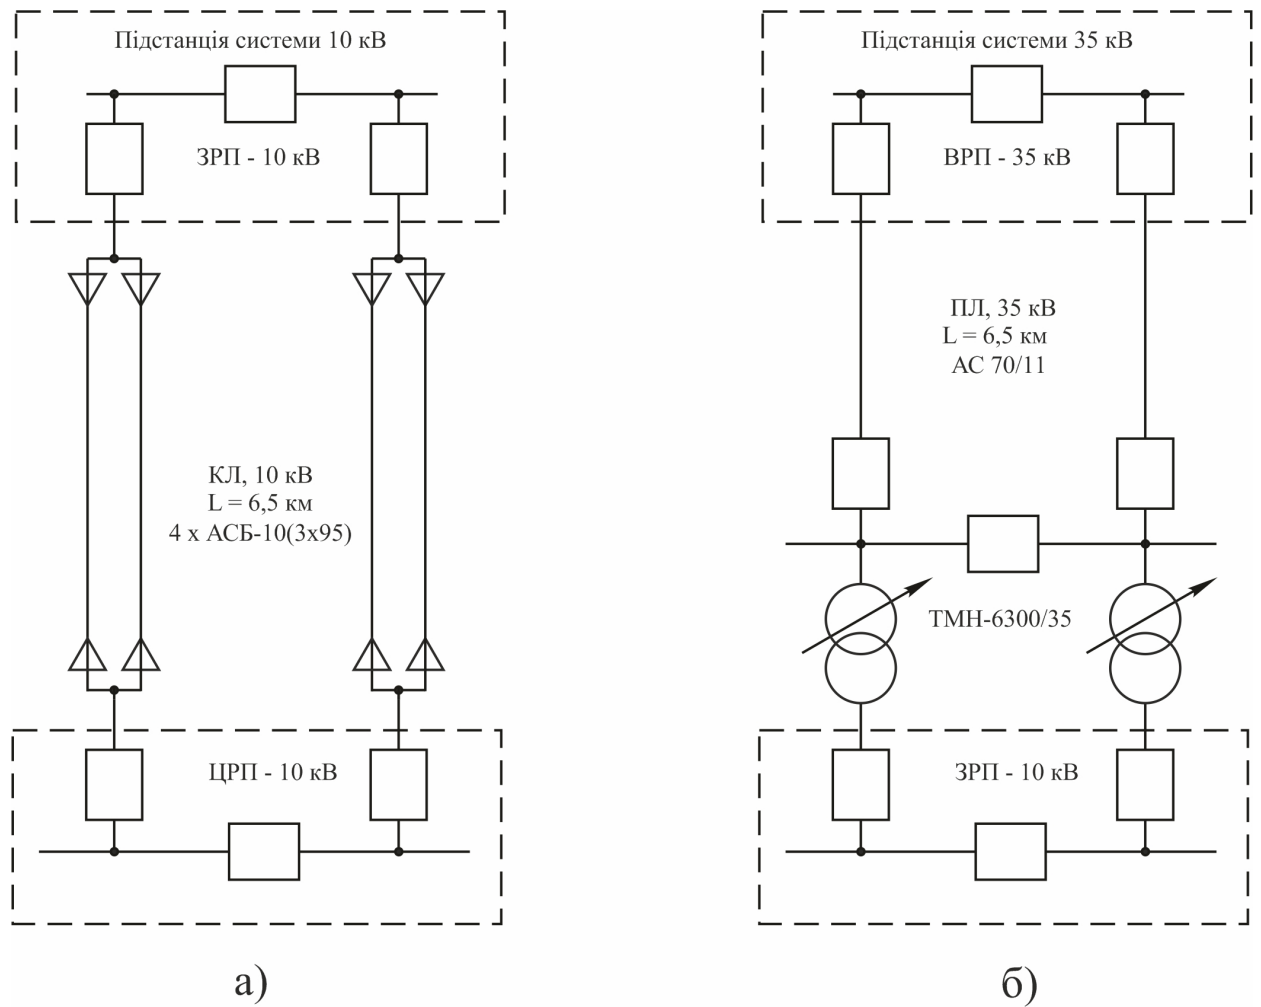 Підстанція системи 10 кВ
ЗРП - 10 кВ
КЛ, 10 кВ
L = 6,5 км
4 х АСБ-10(3х95)
ЦРП - 10 кВ
а)
Підстанція системи 35 кВ
ВРП - 35 кВ
ПЛ, 35 кВ
L = 6,5 км
АС 70/11
ТМН-6300/35
ЗРП - 10 кВ
б)